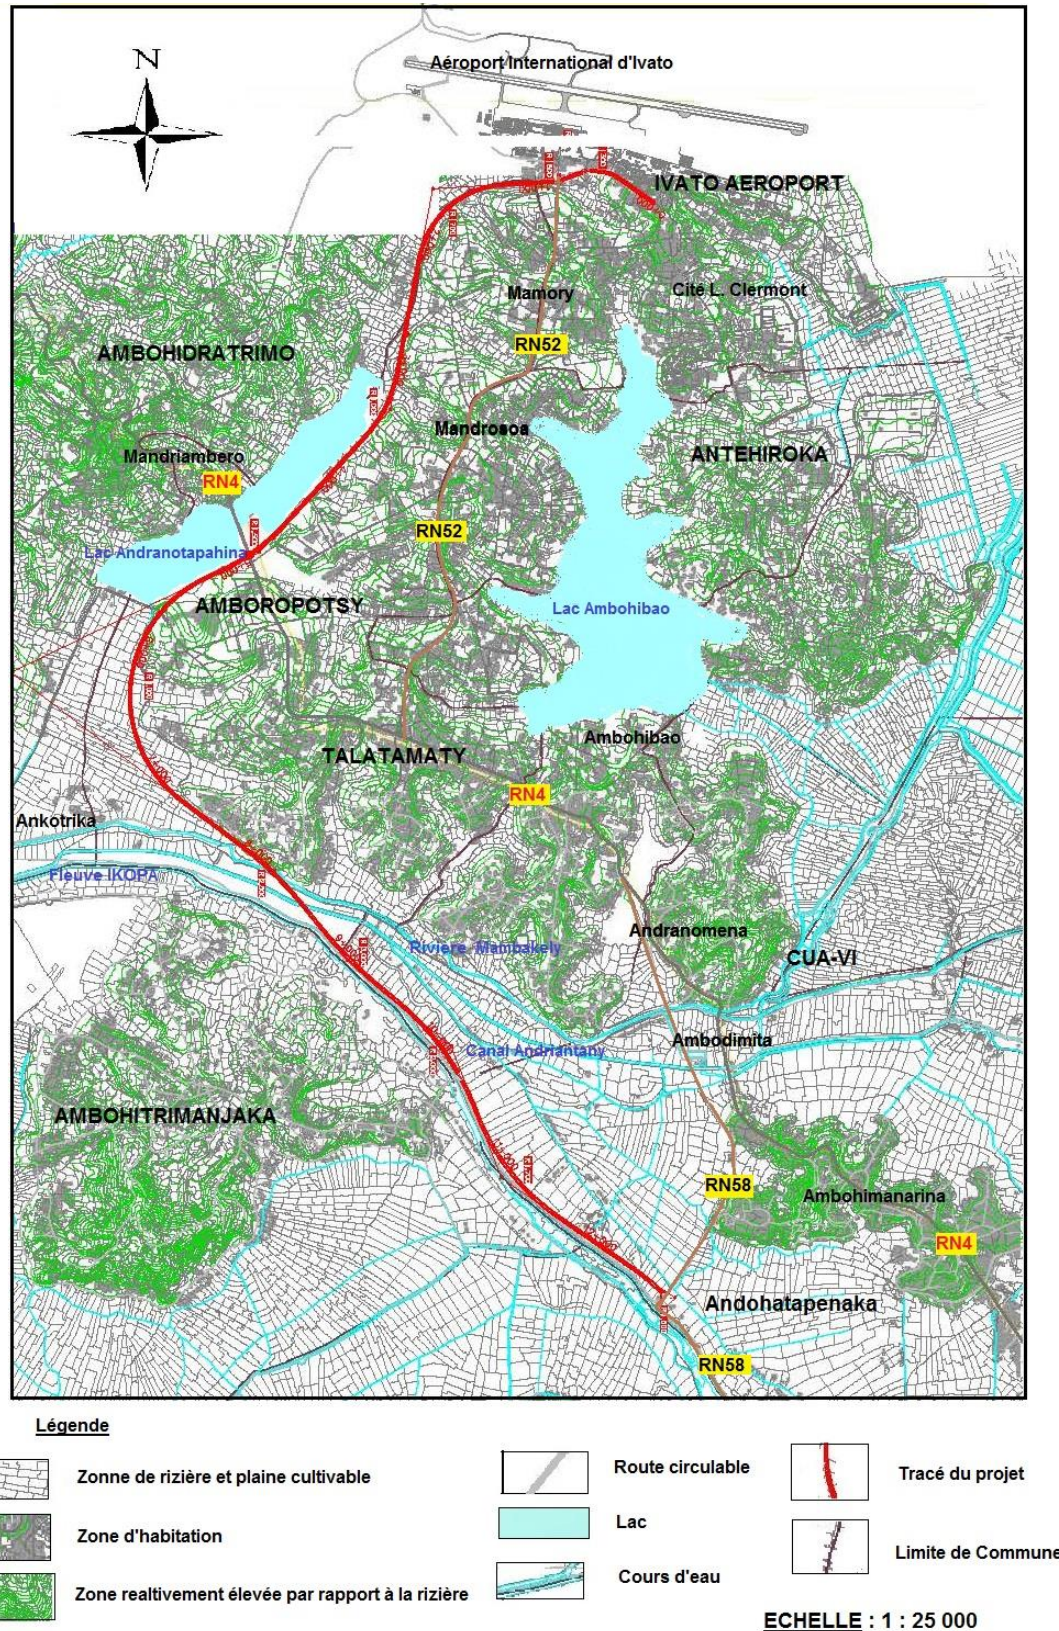 N
Aéroport International d'Ivato
IVATO AEROPORT
Mamory
Cité L. Clermont
RN52
AMBOHIDRATRIMO
Mandrosoa
Mandriambero
ANTEHIROKA
RN4
RN52
Lac Andranotapahina
AMBOROPOTSY
Lac Ambohibao
Ambohibao
TALATAMATY
RN4
Ankotrika
Fleuve IKOPA
Andranomena
Riviere Mambakely
CUA-VI
Ambodimita
Canal Andriantany
AMBOHITRIMANJAKA
RN58
Ambohimanarina
RN4
Andohatapenaka
RN58
Légende
Zonne de rizière et plaine cultivable
Zone d'habitation
Zone realtivement élevée par rapport à la rizière
Route circulable
Lac
Cours d'eau
Tracé du projet
Limite de Commune
ECHELLE : 1 : 25 000